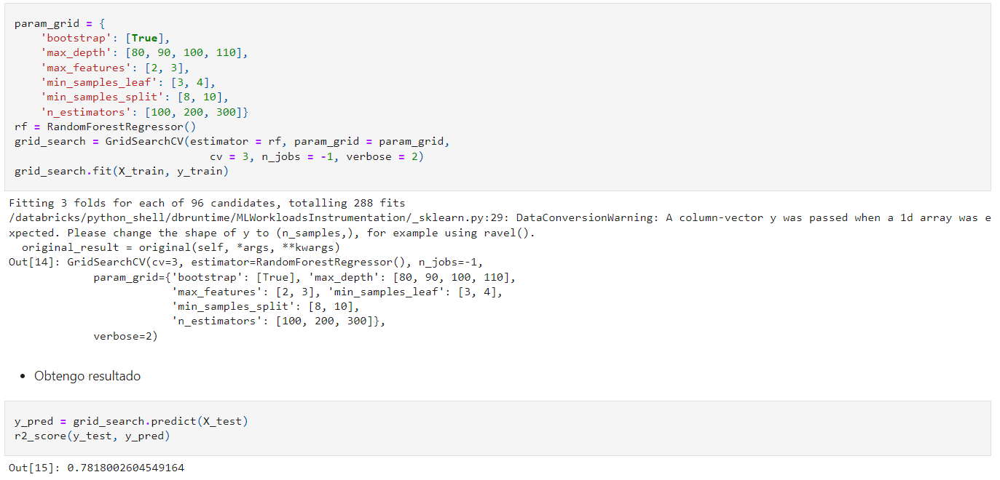 param_grid = {
    'bootstrap': [True],
    'max_depth': [80, 90, 100, 110],
    'max_features': [2, 3],
    'min_samples_leaf': [3, 4],
    'min_samples_split': [8, 10],
    'n_estimators': [100, 200, 300]}
rf = RandomForestRegressor()
grid_search = GridSearchCV(estimator = rf, param_grid = param_grid,
                              cv = 3, n_jobs = -1, verbose = 2)
grid_search.fit(X_train, y_train)
Fitting 3 folds for each of 96 candidates, totalling 288 fits
/databricks/python_shell/dbruntime/MLWorkloadsInstrumentation/_sklearn.py:29: DataConversionWarning: A column-vector y was passed when a 1d array was e
xpected. Please change the shape of y to (n_samples,), for example using ravel().
  original_result = original(self, *args, **kwargs)
Out[14]: GridSearchCV(cv=3, estimator=RandomForestRegressor(), n_jobs=-1,
             param_grid={'bootstrap': [True], 'max_depth': [80, 90, 100, 110],
                         'max_features': [2, 3], 'min_samples_leaf': [3, 4],
                         'min_samples_split': [8, 10],
                         'n_estimators': [100, 200, 300]},
             verbose=2)
• Obtengo resultado
y_pred = grid_search.predict(X_test)
r2_score(y_test, y_pred)
Out[15]: 0.7818002604549164